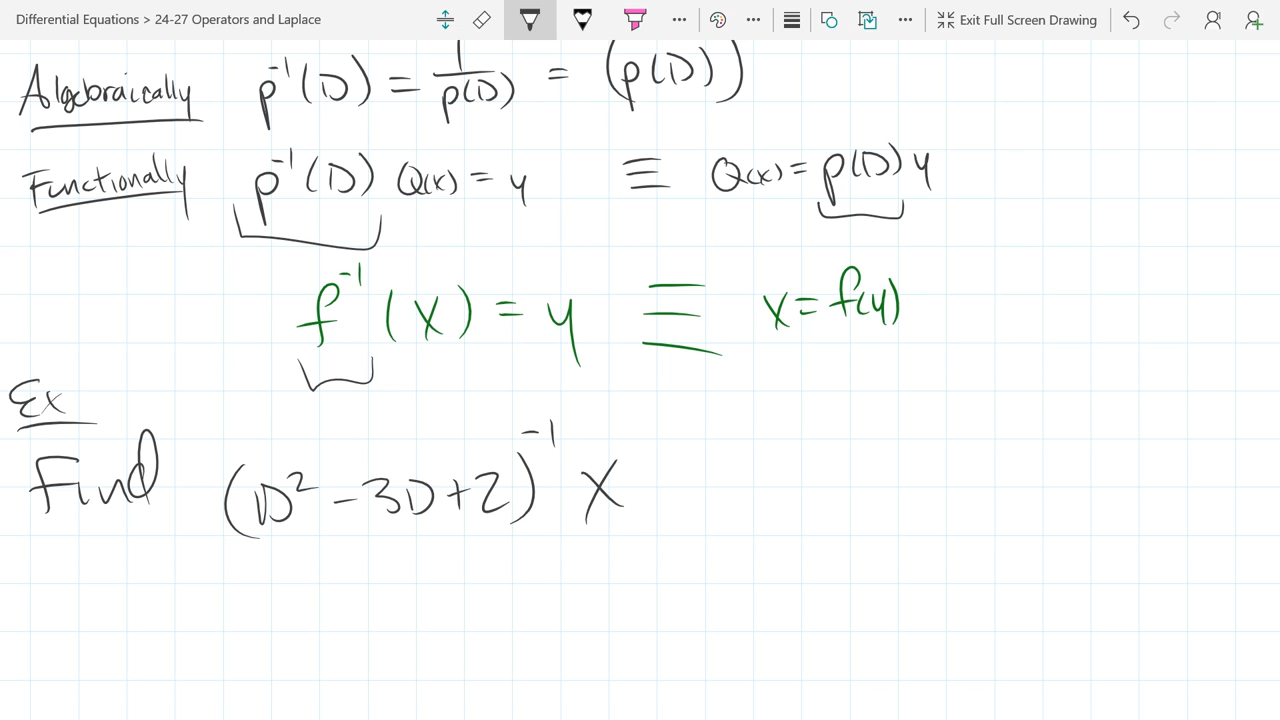 Differential Equations > 24-27 Operators and Laplace
Exit Full Screen Drawing
Algebraically p⁻¹(D) = 1/p(D) = (p(D))
Functionally p⁻¹(D) Q(x) = y ≡ Q(x) = p(D) y
f⁻¹(x) = y ≡ x = f(y)
Ex
Find (D² - 3D + 2)⁻¹ x